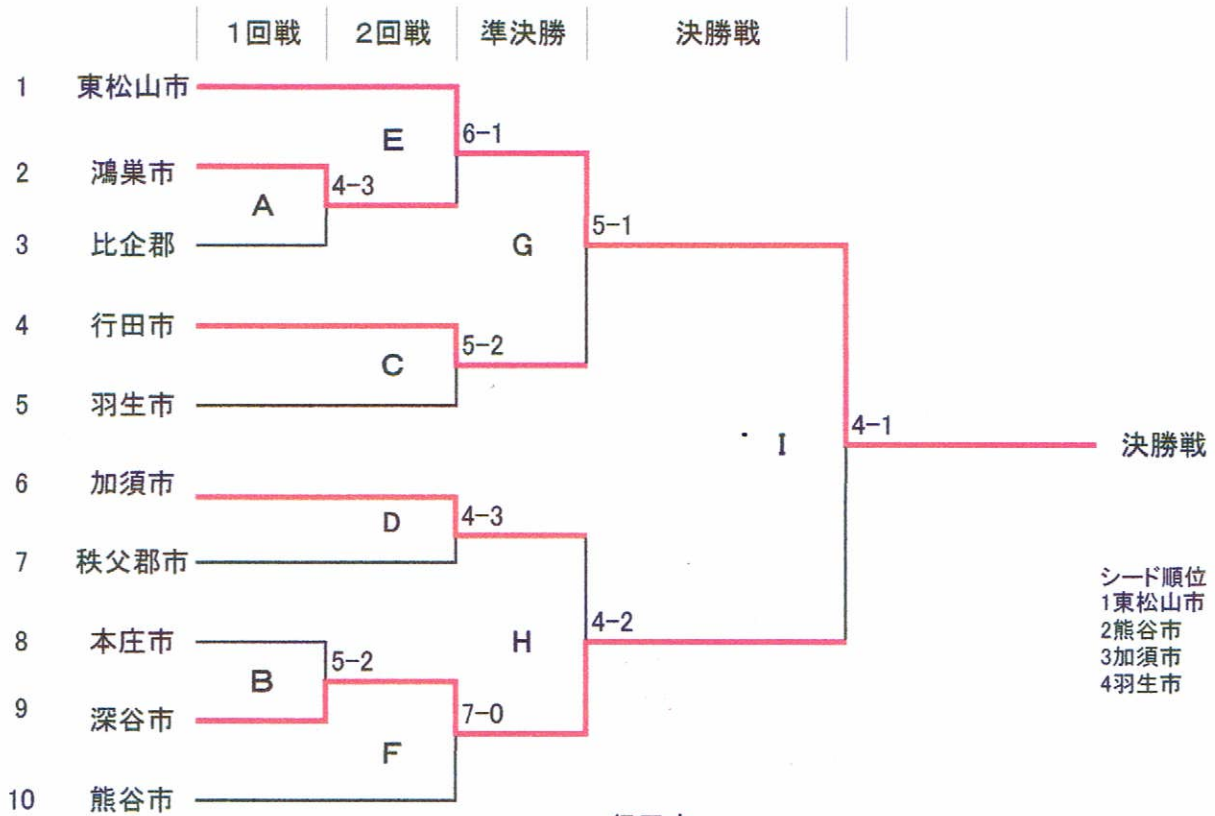 1回戦 2回戦 準決勝 決勝戦
1 東松山市
E 6-1
2 鴻巣市
4-3
A
3 比企郡
G
5-1
4 行田市
5-2
C
5 羽生市
I 4-1
決勝戦
6 加須市
D 4-3
7 秩父郡市
シード順位
1東松山市
2熊谷市
3加須市
4羽生市
8 本庄市
H 4-2
5-2
B
9 深谷市
7-0
F
10 熊谷市